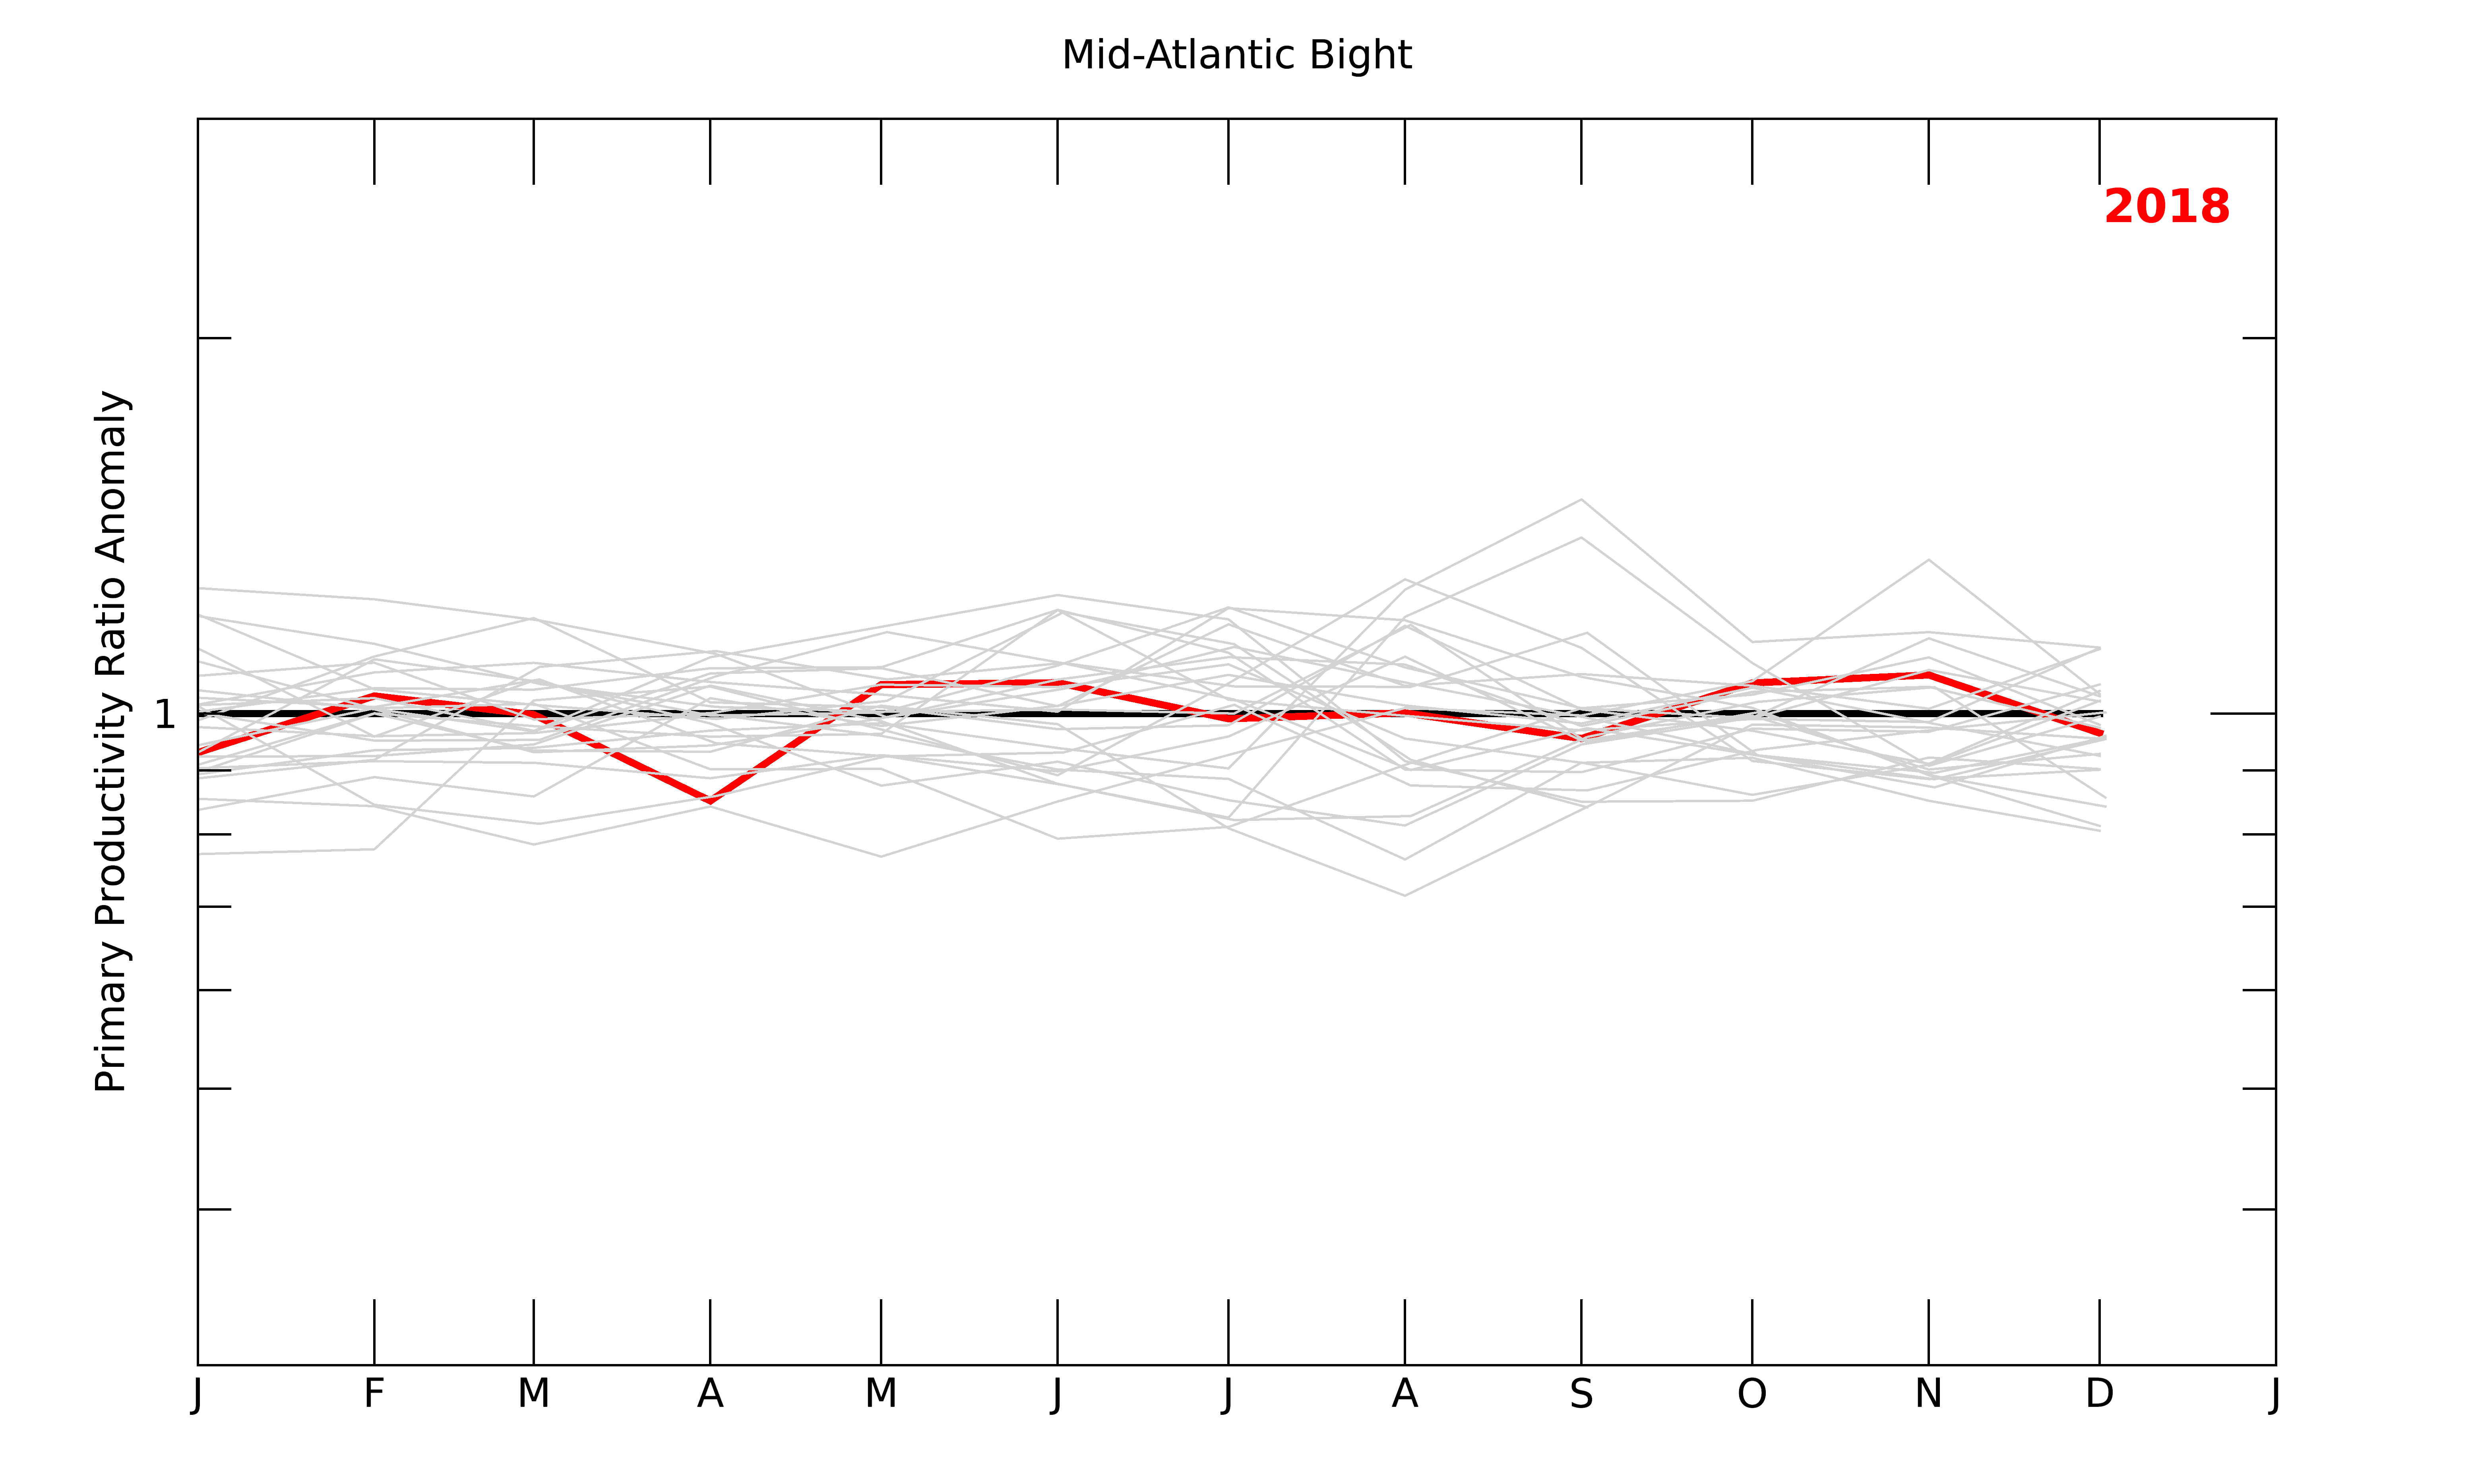 Mid-Atlantic Bight
2018
Primary Productivity Ratio Anomaly
1
J F M A M J J A S O N D J